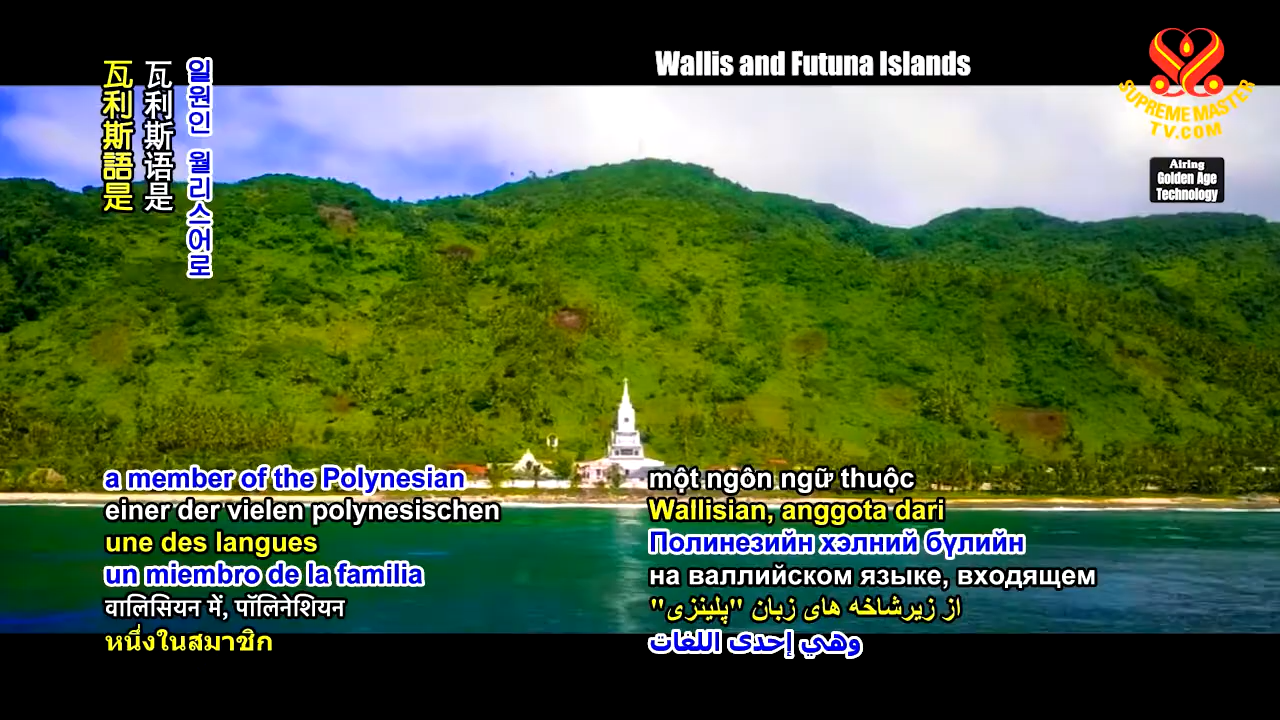 Wallis and Futuna Islands
SUPREME MASTER
TV.COM
Airing
Golden Age
Technology
瓦利斯語是
瓦利斯语是
일원인 월리스어로
a member of the Polynesian
einer der vielen polynesischen
une des langues
un miembro de la familia
वालिसियन में, पॉलिनेशियन
หนึ่งในสมาชิก
một ngôn ngữ thuộc
Wallisian, anggota dari
Полинезийн хэлний бүлийн
на валлийском языке, входящем
از زیرشاخه های زبان "پلینزی"
وهي إحدى اللغات